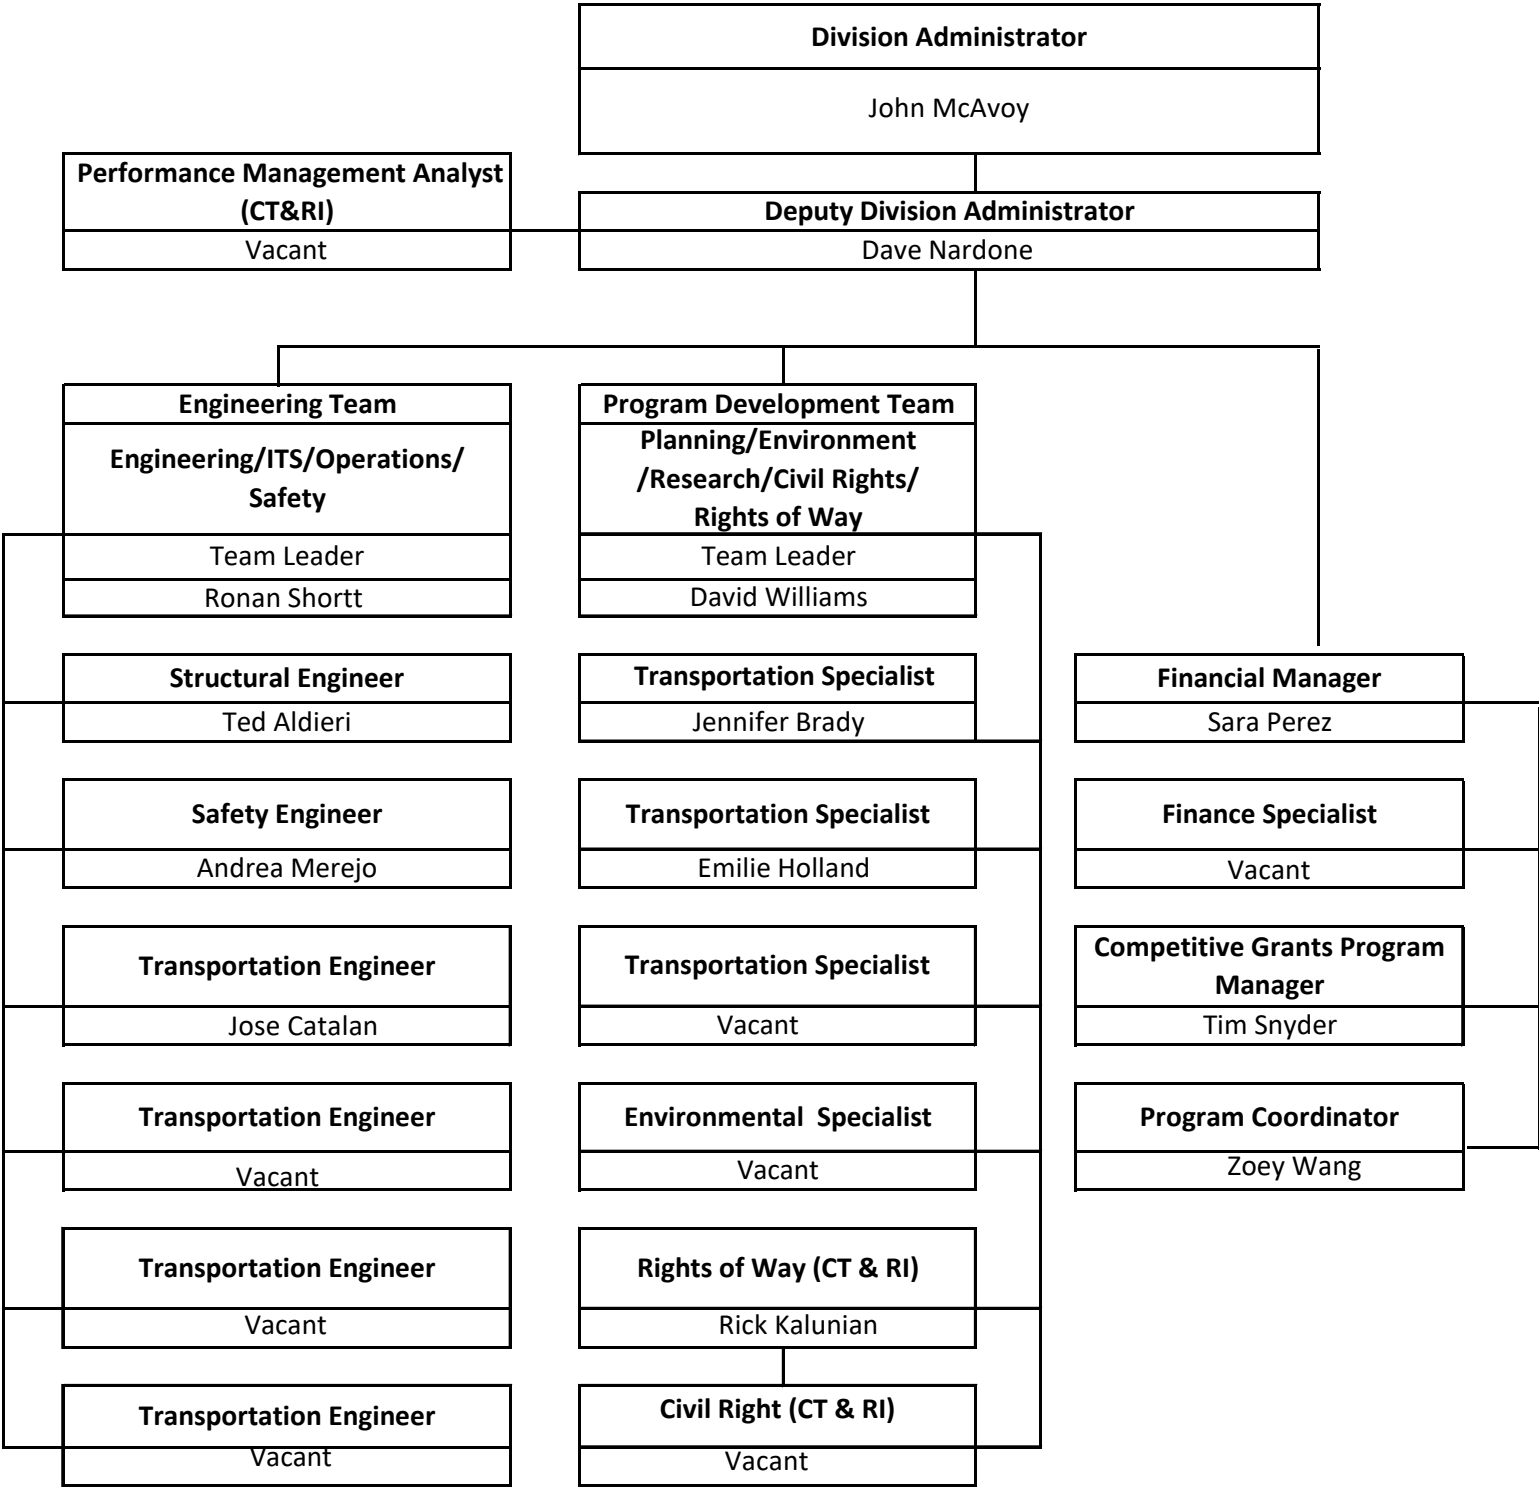 Division Administrator
John McAvoy
Performance Management Analyst
(CT&RI)
Vacant
Deputy Division Administrator
Dave Nardone
Engineering Team
Engineering/ITS/Operations/
Safety
Team Leader
Ronan Shortt
Structural Engineer
Ted Aldieri
Safety Engineer
Andrea Merejo
Transportation Engineer
Jose Catalan
Transportation Engineer
Vacant
Transportation Engineer
Vacant
Transportation Engineer
Vacant
Program Development Team
Planning/Environment
/Research/Civil Rights/
Rights of Way
Team Leader
David Williams
Transportation Specialist
Jennifer Brady
Transportation Specialist
Emilie Holland
Transportation Specialist
Vacant
Environmental  Specialist
Vacant
Rights of Way (CT & RI)
Rick Kalunian
Civil Right (CT & RI)
Vacant
Financial Manager
Sara Perez
Finance Specialist
Vacant
Competitive Grants Program
Manager
Tim Snyder
Program Coordinator
Zoey Wang